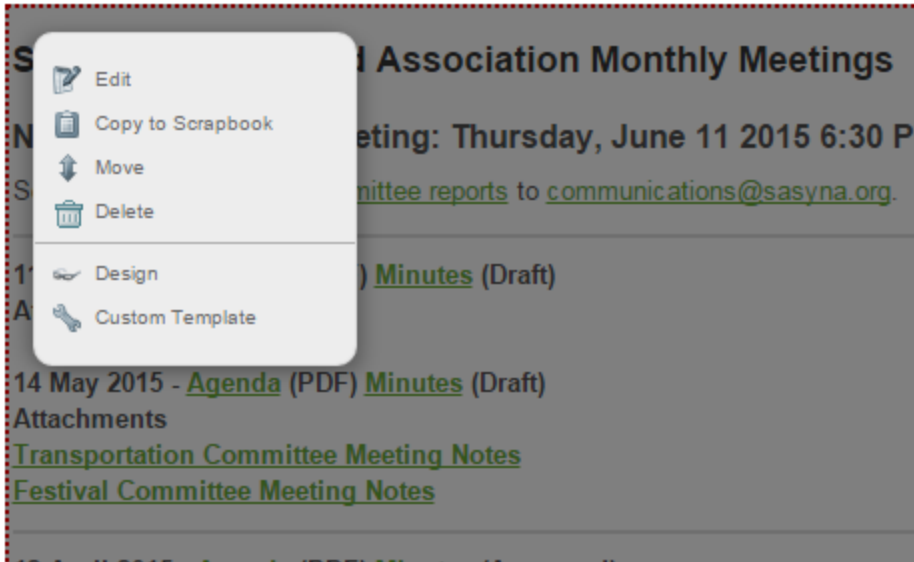 S d Association Monthly Meetings
Edit
N eting: Thursday, June 11 2015 6:30 P
Copy to Scrapbook
Move
S mittee reports to communications@sasyna.org.
Delete
Design
11 ) Minutes (Draft)
A
Custom Template
14 May 2015 - Agenda (PDF) Minutes (Draft)
Attachments
Transportation Committee Meeting Notes
Festival Committee Meeting Notes